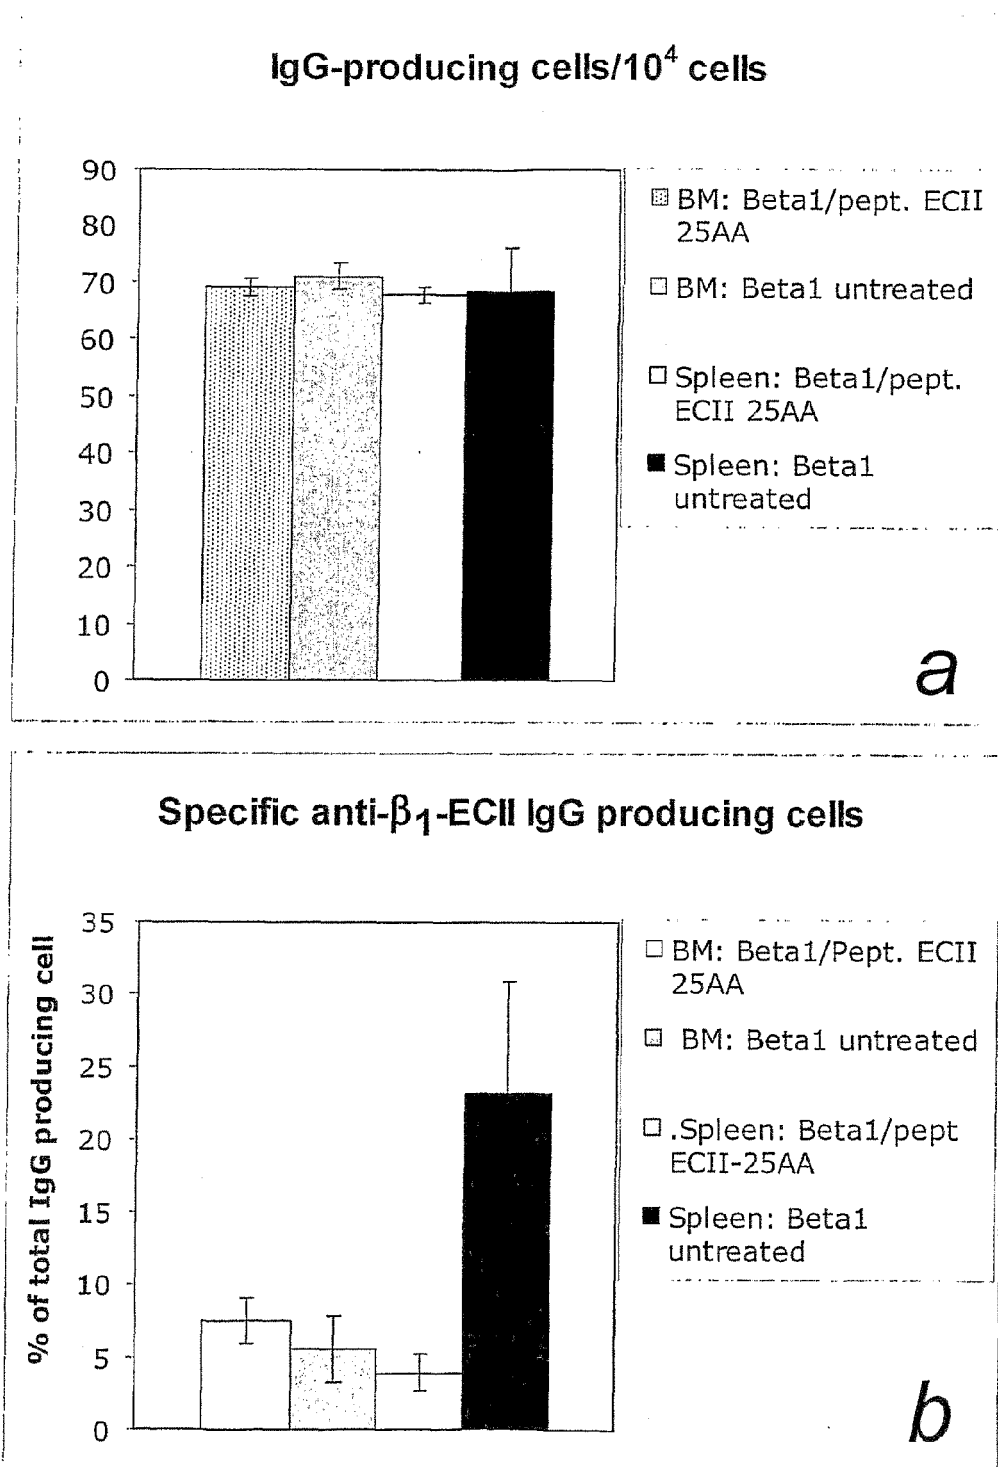 IgG-producing cells/10⁴ cells
90
80
70
60
50
40
30
20
10
0
BM: Beta1/pept. ECII
25AA
BM: Beta1 untreated
Spleen: Beta1/pept.
ECII 25AA
Spleen: Beta1
untreated
a
Specific anti-β₁-ECII IgG producing cells
% of total IgG producing cell
35
30
25
20
15
10
5
0
BM: Beta1/Pept. ECII
25AA
BM: Beta1 untreated
.Spleen: Beta1/pept
ECII-25AA
Spleen: Beta1
untreated
b